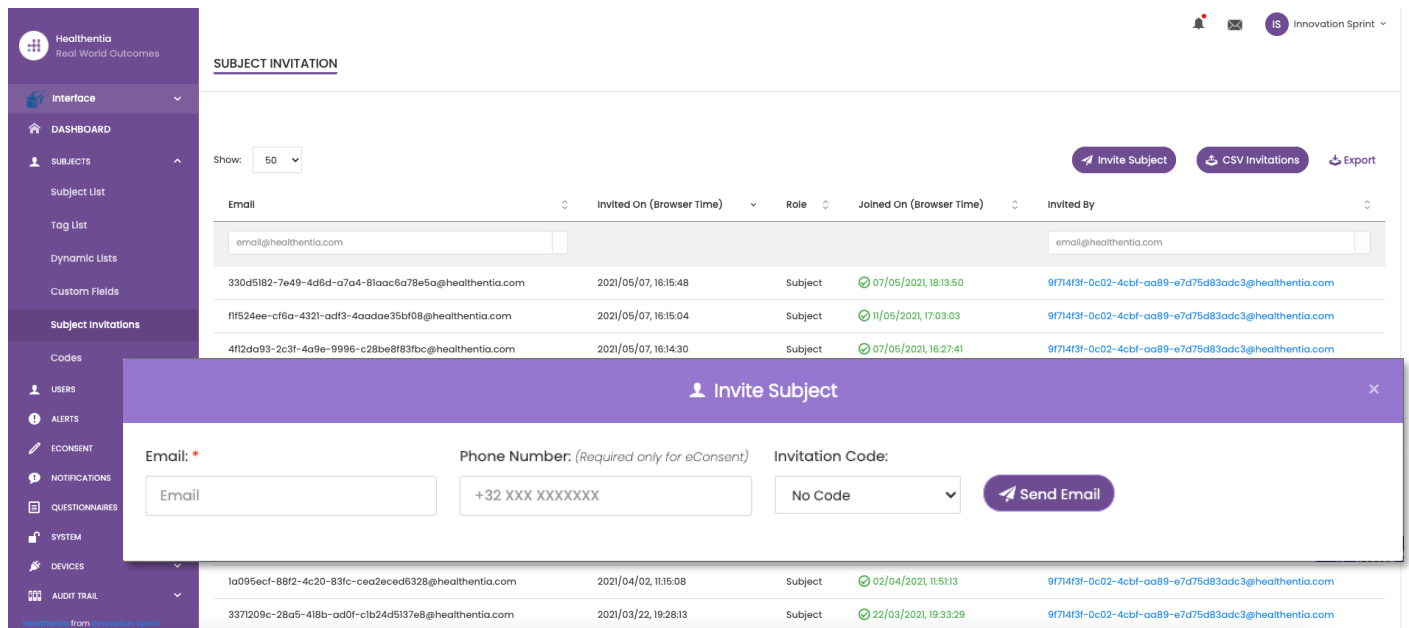 Healthentia
Real World Outcomes
IS Innovation Sprint
SUBJECT INVITATION
Interface
DASHBOARD
SUBJECTS
Subject List
Tag List
Dynamic Lists
Custom Fields
Subject Invitations
Codes
USERS
ALERTS
ECONSENT
NOTIFICATIONS
QUESTIONNAIRES
SYSTEM
DEVICES
AUDIT TRAIL
Healthentia from Innovation Sprint
Show: 50 Invite Subject CSV Invitations Export
Email Invited On (Browser Time) Role Joined On (Browser Time) Invited By
email@healthentia.com email@healthentia.com
330d5182-7e49-4d6d-a7a4-81aac6a78e5a@healthentia.com 2021/05/07, 16:15:48 Subject 07/05/2021, 18:13:50 9f714f3f-0c02-4cbf-aa89-e7d75d83adc3@healthentia.com
f1f524ee-cf6a-4321-adf3-4aadae35bf08@healthentia.com 2021/05/07, 16:15:04 Subject 11/05/2021, 17:03:03 9f714f3f-0c02-4cbf-aa89-e7d75d83adc3@healthentia.com
4f12da93-2c3f-4a9e-9996-c28be8f83fbc@healthentia.com 2021/05/07, 16:14:30 Subject 07/05/2021, 16:27:41 9f714f3f-0c02-4cbf-aa89-e7d75d83adc3@healthentia.com
Invite Subject ×
Email: * Phone Number: (Required only for eConsent) Invitation Code:
Email +32 XXX XXXXXXX No Code Send Email
1a095ecf-88f2-4c20-83fc-cea2eced6328@healthentia.com 2021/04/02, 11:15:08 Subject 02/04/2021, 11:51:13 9f714f3f-0c02-4cbf-aa89-e7d75d83adc3@healthentia.com
3371209c-28a5-418b-ad0f-c1b24d5137e8@healthentia.com 2021/03/22, 19:28:13 Subject 22/03/2021, 19:33:29 9f714f3f-0c02-4cbf-aa89-e7d75d83adc3@healthentia.com